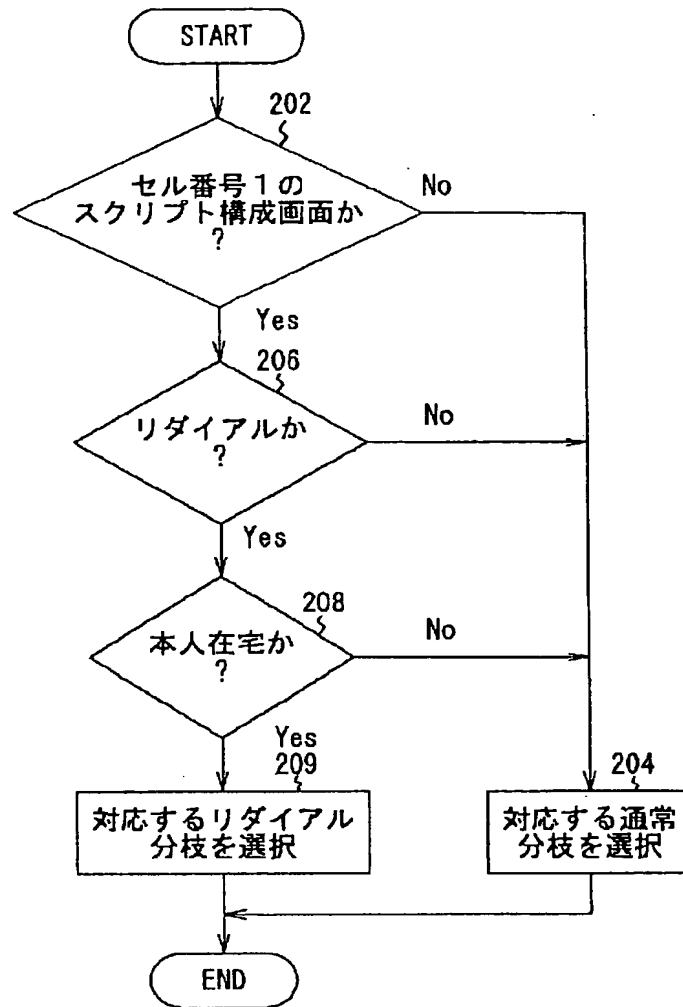 START
202
セル番号1の
スクリプト構成画面か
?
No
Yes
206
リダイアルか
?
No
Yes
208
本人在宅か
?
No
Yes
209
対応するリダイアル
分枝を選択
204
対応する通常
分枝を選択
END